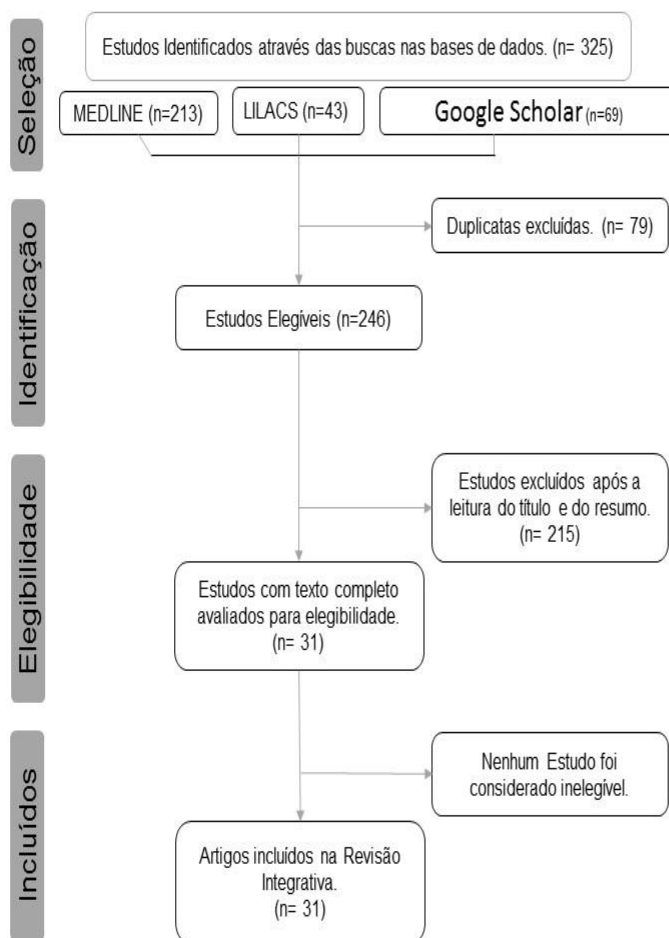 Seleção
Estudos Identificados através das buscas nas bases de dados. (n= 325)
MEDLINE (n=213)
LILACS (n=43)
Google Scholar (n=69)
Identificação
Duplicatas excluídas. (n= 79)
Estudos Elegíveis (n=246)
Elegibilidade
Estudos excluídos após a
leitura do título e do resumo.
(n= 215)
Estudos com texto completo
avaliados para elegibilidade.
(n= 31)
Incluídos
Nenhum Estudo foi
considerado inelegível.
Artigos incluídos na Revisão
Integrativa.
(n= 31)